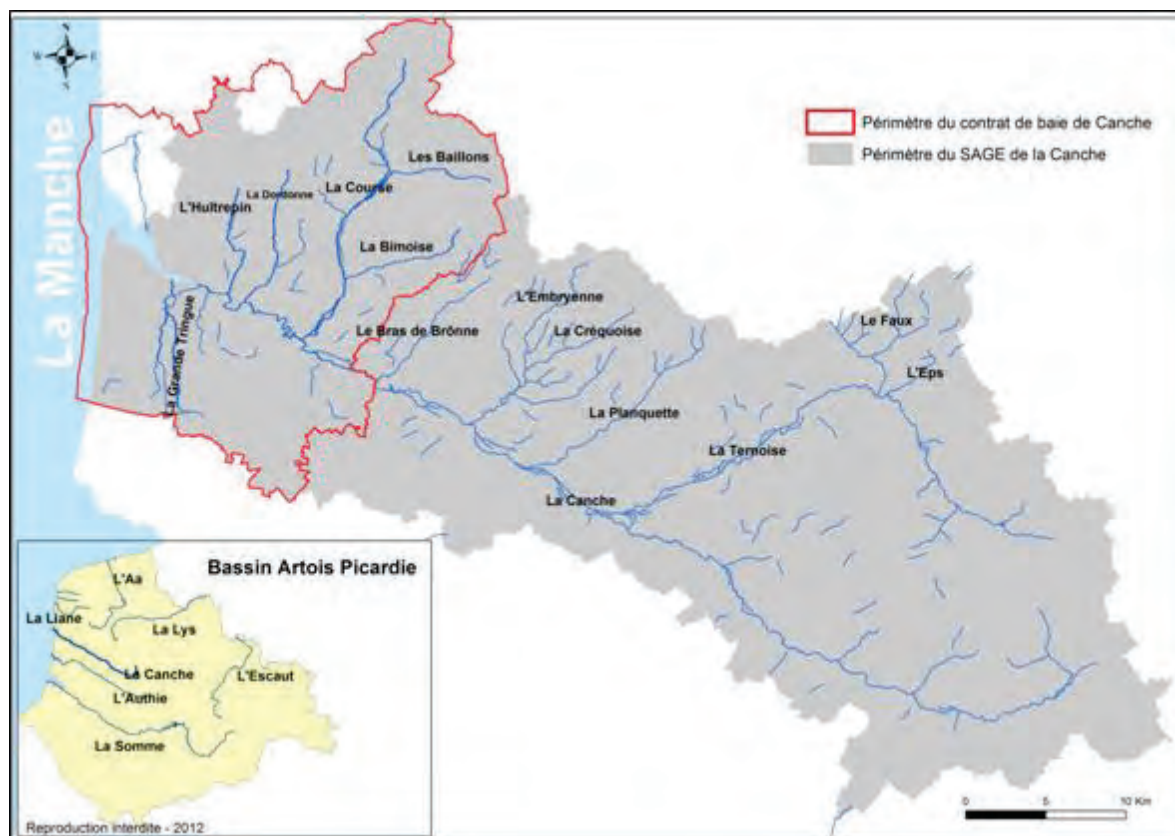 N
W
E
S
La Manche
Périmètre du contrat de baie de Canche
Périmètre du SAGE de la Canche
Les Baillons
La Course
La Dordonne
L'Huîtrepin
La Bimoise
L'Embryenne
La Créquoise
Le Bras de Brônne
Le Faux
L'Eps
La Grande Tringue
La Planquette
La Ternoise
La Canche
Bassin Artois Picardie
L'Aa
La Liane
La Lys
La Canche
L'Escaut
L'Authie
La Somme
Reproduction interdite - 2012
0 5 10 Km